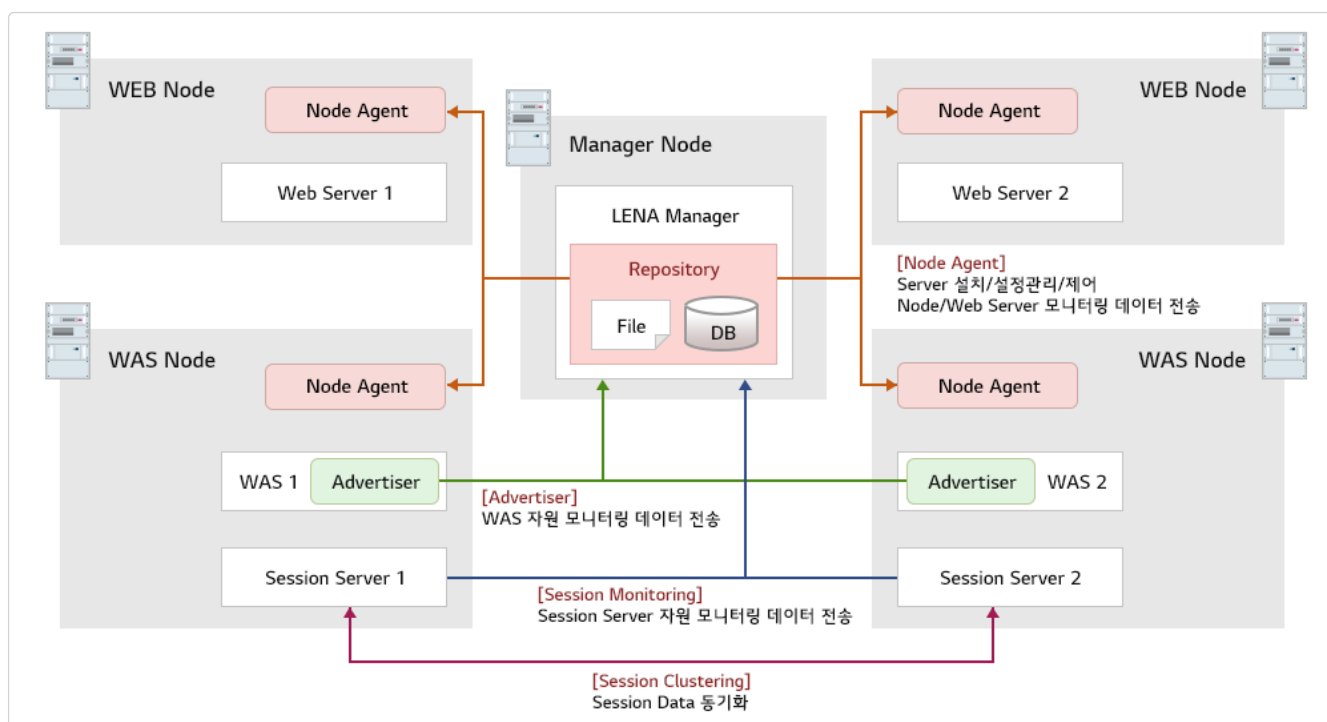 WEB Node
Node Agent
Web Server 1
Manager Node
LENA Manager
Repository
File
DB
WEB Node
Node Agent
Web Server 2
[Node Agent]
Server 설치/설정관리/제어
Node/Web Server 모니터링 데이터 전송
WAS Node
Node Agent
WAS 1
Advertiser
Session Server 1
WAS Node
Node Agent
Advertiser
WAS 2
Session Server 2
[Advertiser]
WAS 자원 모니터링 데이터 전송
[Session Monitoring]
Session Server 자원 모니터링 데이터 전송
[Session Clustering]
Session Data 동기화